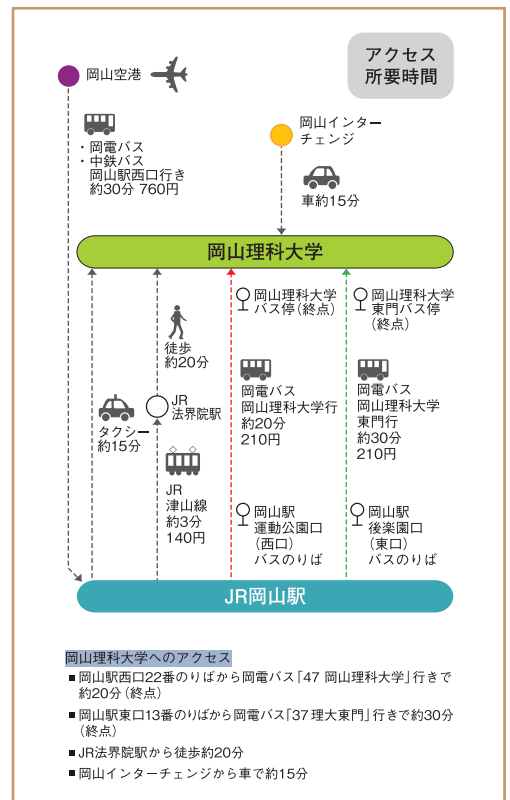 アクセス
所要時間
岡山空港
・岡電バス
・中鉄バス
岡山駅西口行き
約30分 760円
岡山インター
チェンジ
車約15分
岡山理科大学
岡山理科大学
バス停(終点)
岡山理科大学
東門バス停
(終点)
徒歩
約20分
JR
法界院駅
タクシー
約15分
岡電バス
岡山理科大学行
約20分
210円
岡電バス
岡山理科大学
東門行
約30分
210円
JR
津山線
約3分
140円
岡山駅
運動公園口
(西口)
バスのりば
岡山駅
後楽園口
(東口)
バスのりば
JR岡山駅
岡山理科大学へのアクセス
■岡山駅西口22番のりばから岡電バス「47 岡山理科大学」行きで
約20分(終点)
■岡山駅東口13番のりばから岡電バス「37 理大東門」行きで約30分
(終点)
■JR法界院駅から徒歩約20分
■岡山インターチェンジから車で約15分